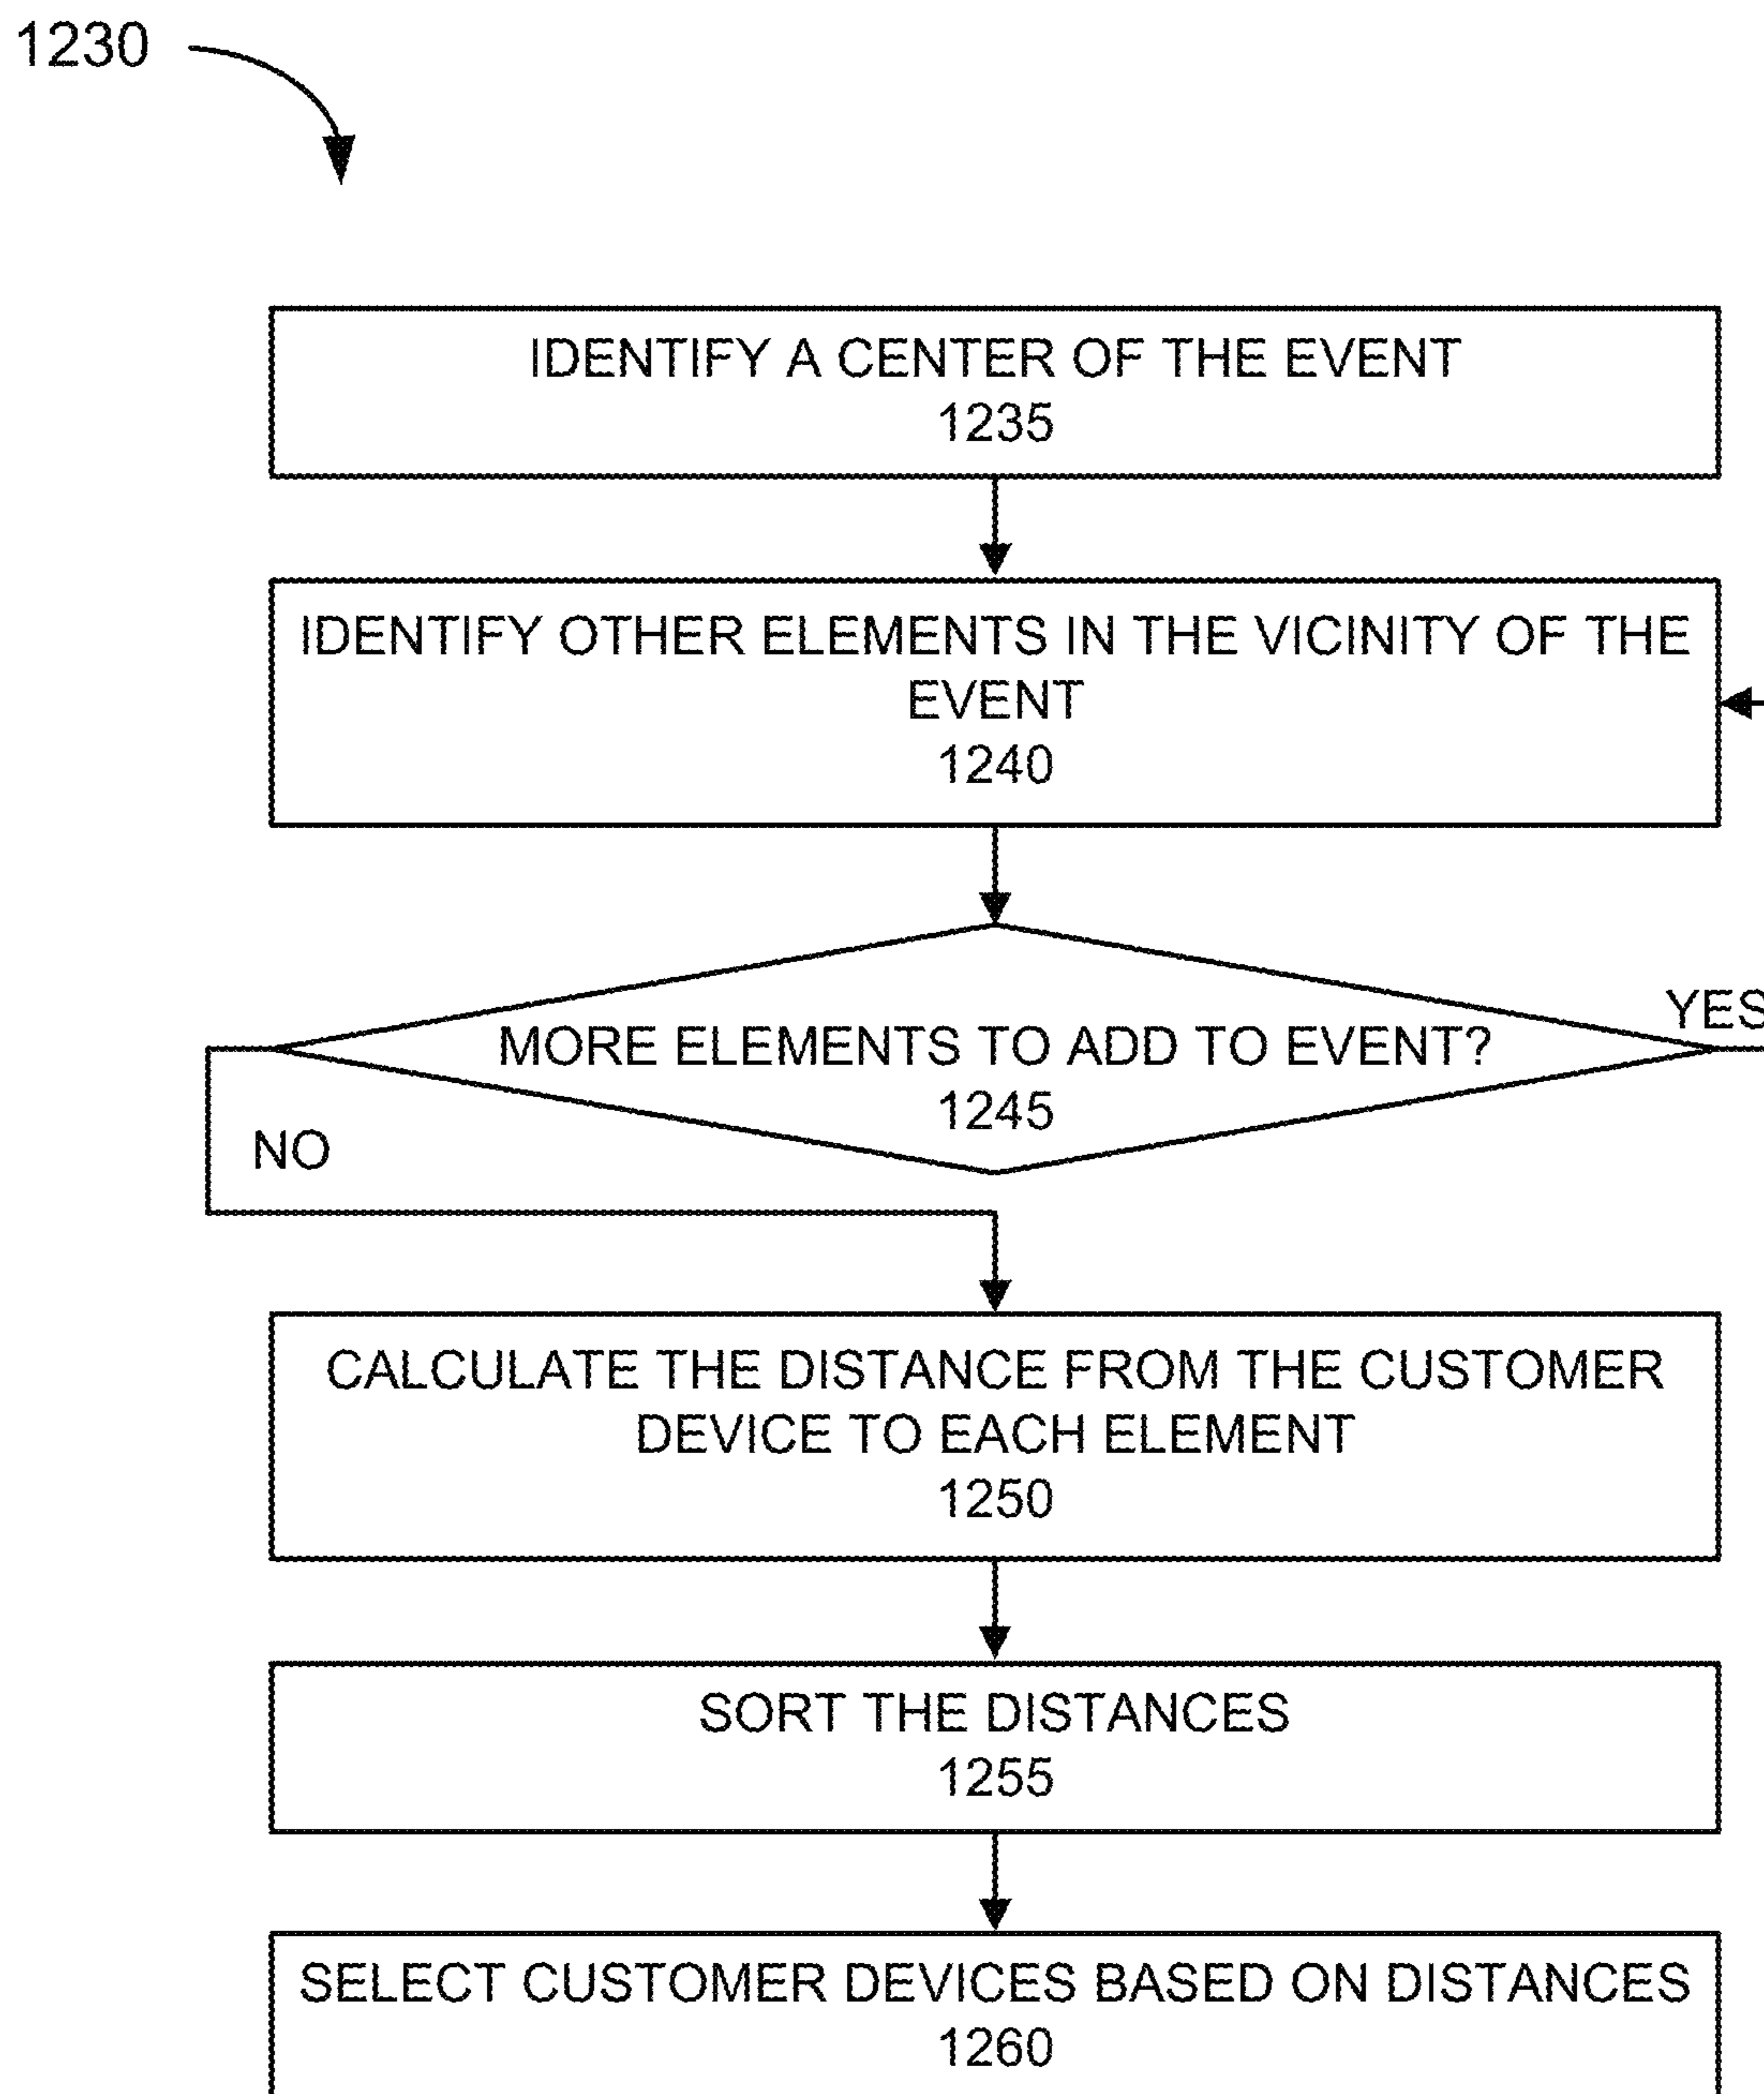 1230
IDENTIFY A CENTER OF THE EVENT
1235
IDENTIFY OTHER ELEMENTS IN THE VICINITY OF THE
EVENT
1240
YES
MORE ELEMENTS TO ADD TO EVENT?
1245
NO
CALCULATE THE DISTANCE FROM THE CUSTOMER
DEVICE TO EACH ELEMENT
1250
SORT THE DISTANCES
1255
SELECT CUSTOMER DEVICES BASED ON DISTANCES
1260